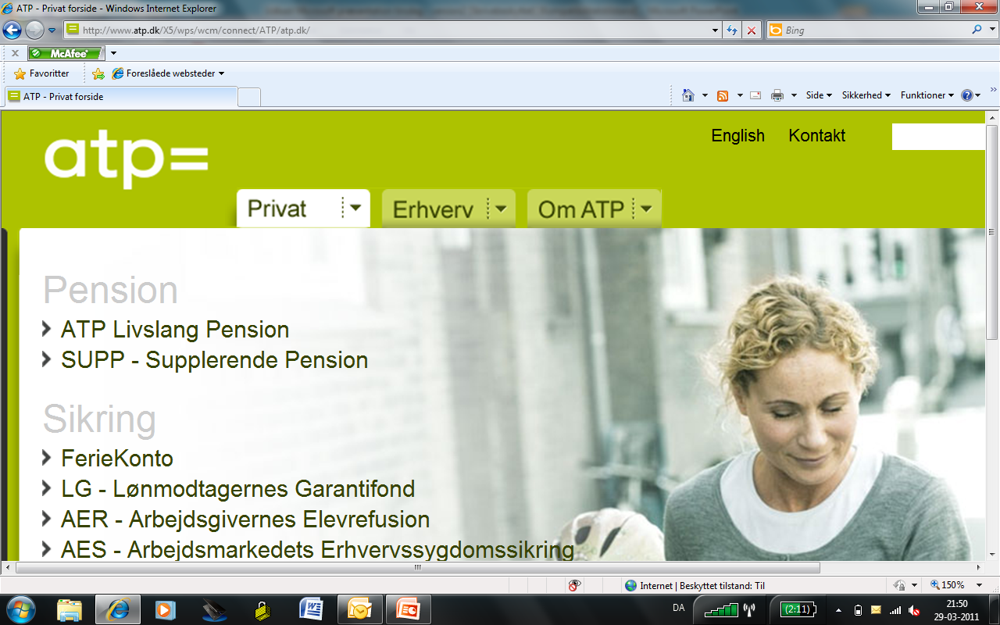 ATP - Privat forside - Windows Internet Explorer
http://www.atp.dk/X5/wps/wcm/connect/ATP/atp.dk/
Bing
McAfee
Favoritter
Foreslåede websteder
ATP - Privat forside
Side
Sikkerhed
Funktioner
atp=
English
Kontakt
Privat
Erhverv
Om ATP
Pension
ATP Livslang Pension
SUPP - Supplerende Pension
Sikring
FerieKonto
LG - Lønmodtagernes Garantifond
AER - Arbejdsgivernes Elevrefusion
AES - Arbejdsmarkedets Erhvervssygdomssikring
Internet | Beskyttet tilstand: Til
150%
DA
(2:11)
21:50
29-03-2011